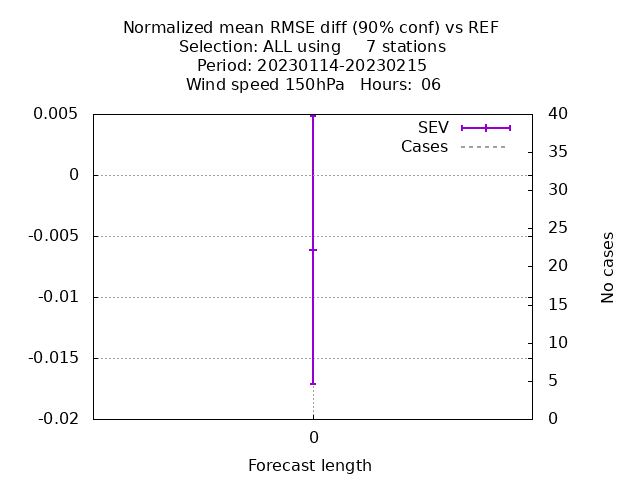 Normalized mean RMSE diff (90% conf) vs REF
Selection: ALL using     7 stations
Period: 20230114-20230215
Wind speed 150hPa   Hours:  06
0.005
0
-0.005
-0.01
-0.015
-0.02
SEV
Cases
40
35
30
25
20
15
10
5
0
No cases
0
Forecast length